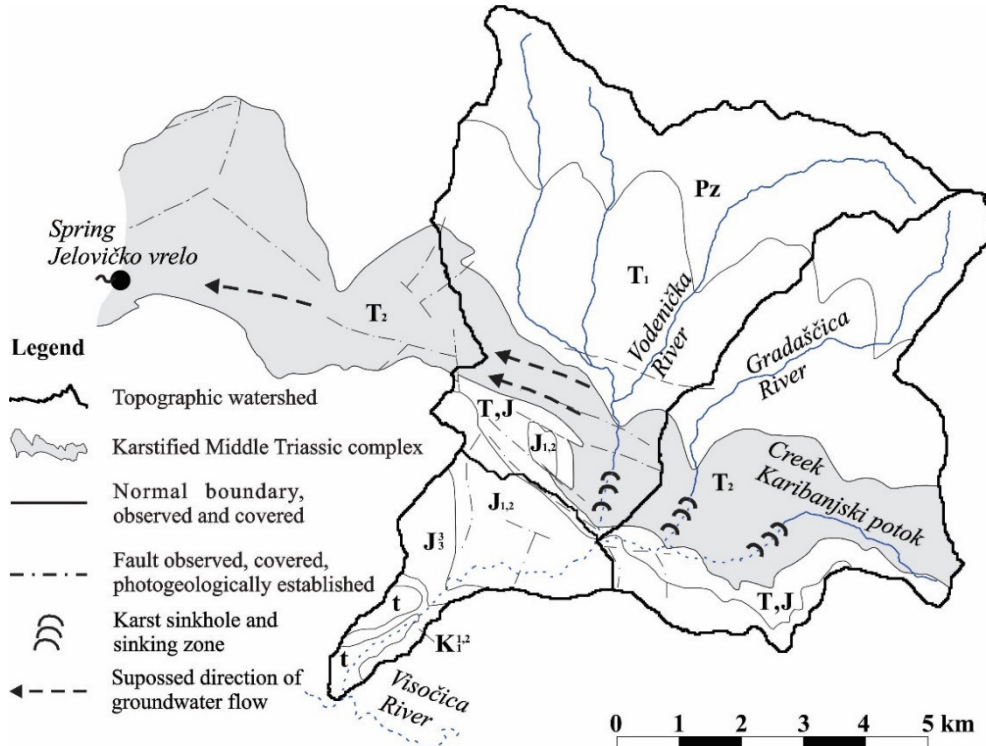 Pz
T₁
Spring
Jelovičko vrelo
Vodenička
River
Gradaščica
River
T₂
Legend
Topographic watershed
T,J
J₁,₂
T₂
Creek
Karibanjski potok
Karstified Middle Triassic complex
Normal boundary,
observed and covered
J₁,₂
J³₃
Fault observed, covered,
photogeologically established
t
T,J
Karst sinkhole and
sinking zone
K¹,²₁
t
Supossed direction of
groundwater flow
Visočica
River
0 1 2 3 4 5 km